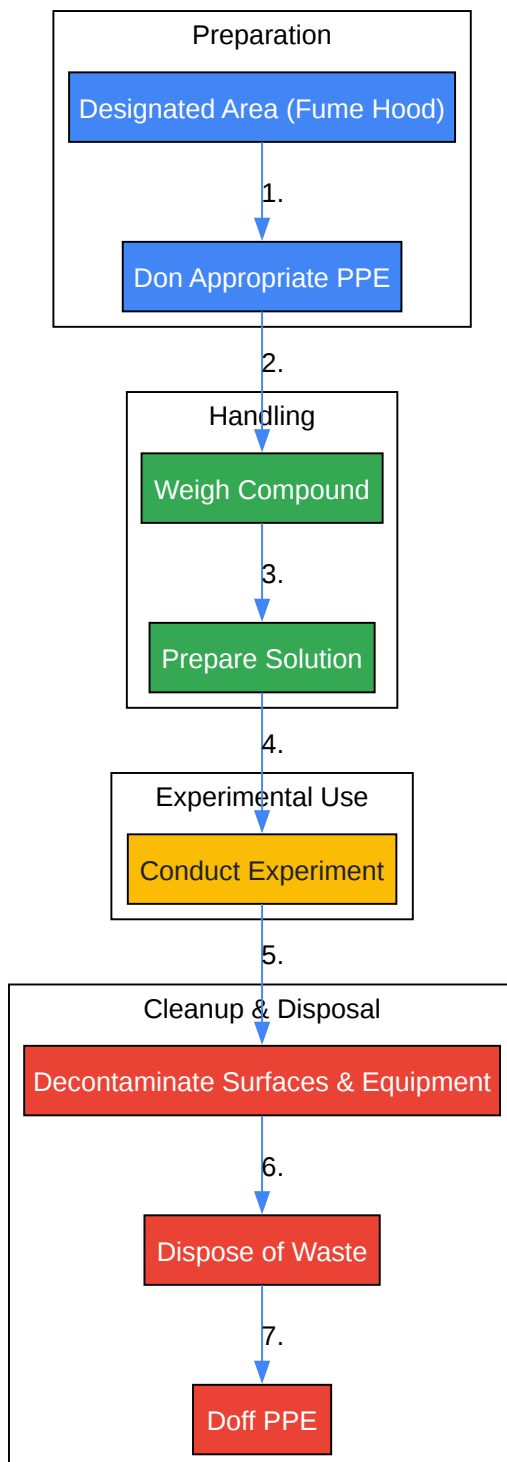 Preparation
Designated Area (Fume Hood)
1.
Don Appropriate PPE
2.
Handling
Weigh Compound
3.
Prepare Solution
4.
Experimental Use
Conduct Experiment
5.
Cleanup & Disposal
Decontaminate Surfaces & Equipment
6.
Dispose of Waste
7.
Doff PPE